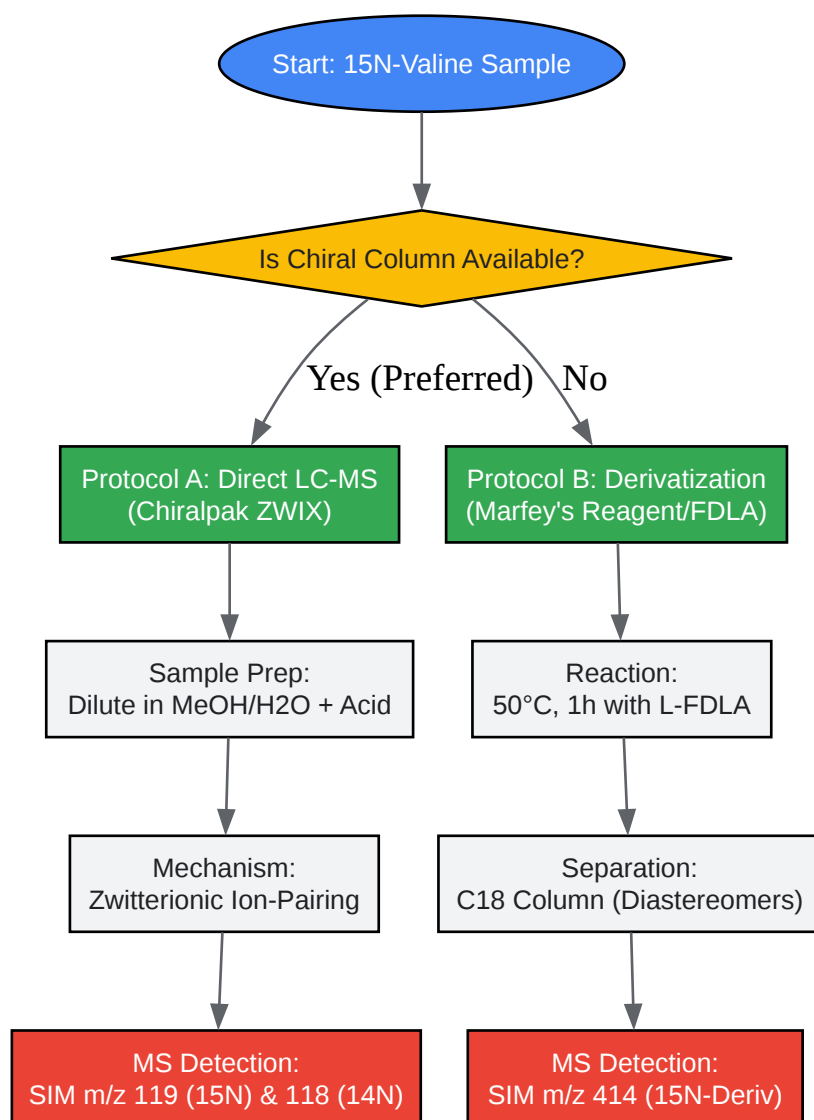 Start: 15N-Valine Sample
Is Chiral Column Available?
Yes (Preferred)
No
Protocol A: Direct LC-MS
(Chiralpak ZWIX)
Protocol B: Derivatization
(Marfey's Reagent/FDLA)
Sample Prep:
Dilute in MeOH/H2O + Acid
Reaction:
50°C, 1h with L-FDLA
Mechanism:
Zwitterionic Ion-Pairing
Separation:
C18 Column (Diastereomers)
MS Detection:
SIM m/z 119 (15N) & 118 (14N)
MS Detection:
SIM m/z 414 (15N-Deriv)